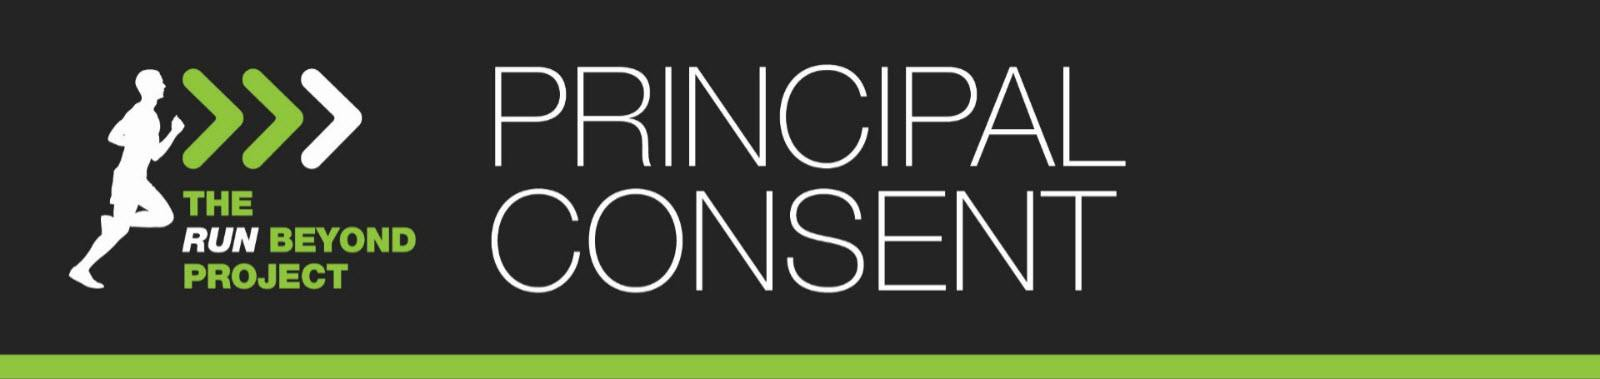 THE
RUN BEYOND
PROJECT
PRINCIPAL
CONSENT